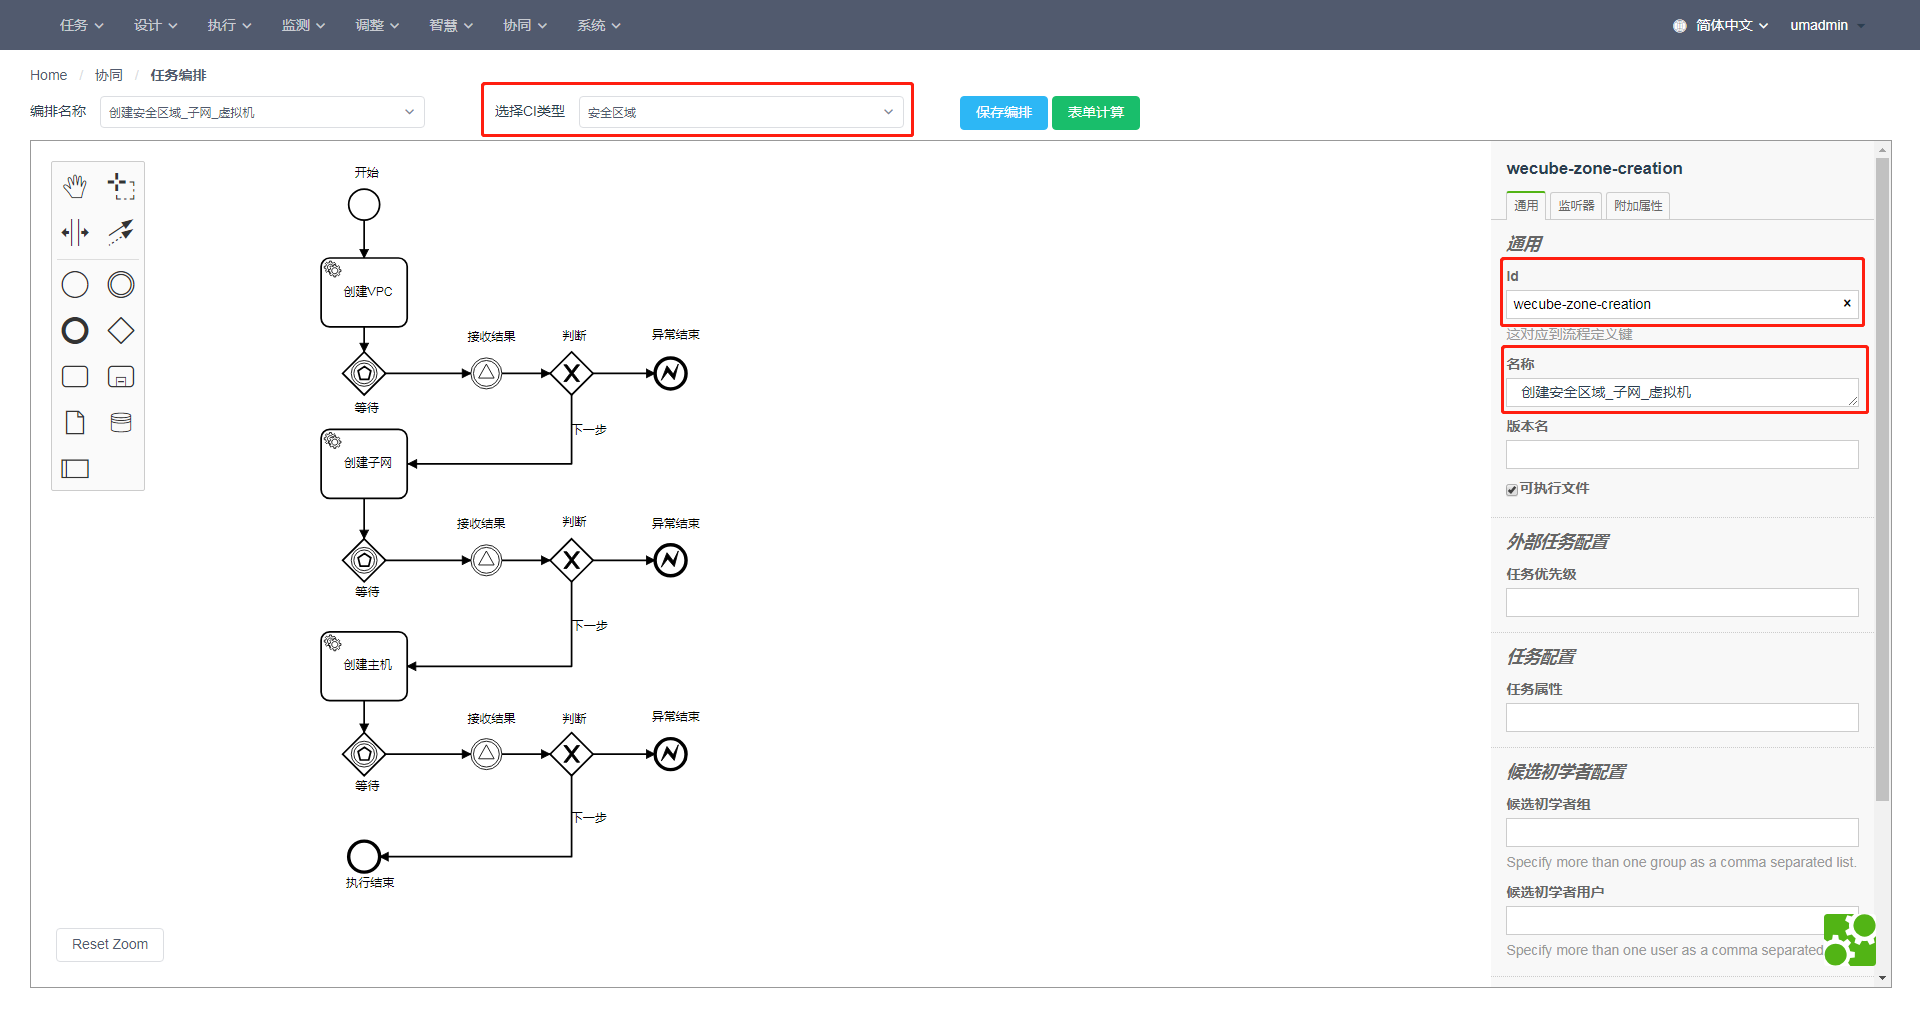 任务 设计 执行 监测 调整 智慧 协同 系统 简体中文 umadmin
Home / 协同 / 任务编排
编排名称 创建安全区域_子网_虚拟机 选择CI类型 安全区域 保存编排 表单计算
开始
创建VPC
接收结果 判断 异常结束
等待
下一步
创建子网
接收结果 判断 异常结束
等待
下一步
创建主机
接收结果 判断 异常结束
等待
下一步
执行结束
Reset Zoom
wecube-zone-creation
通用 监听器 附加属性
通用
Id
wecube-zone-creation ×
这对应到流程定义键
名称
创建安全区域_子网_虚拟机
版本名
可执行文件
外部任务配置
任务优先级
任务配置
任务属性
候选初学者配置
候选初学者组
Specify more than one group as a comma separated list.
候选初学者用户
Specify more than one user as a comma separated